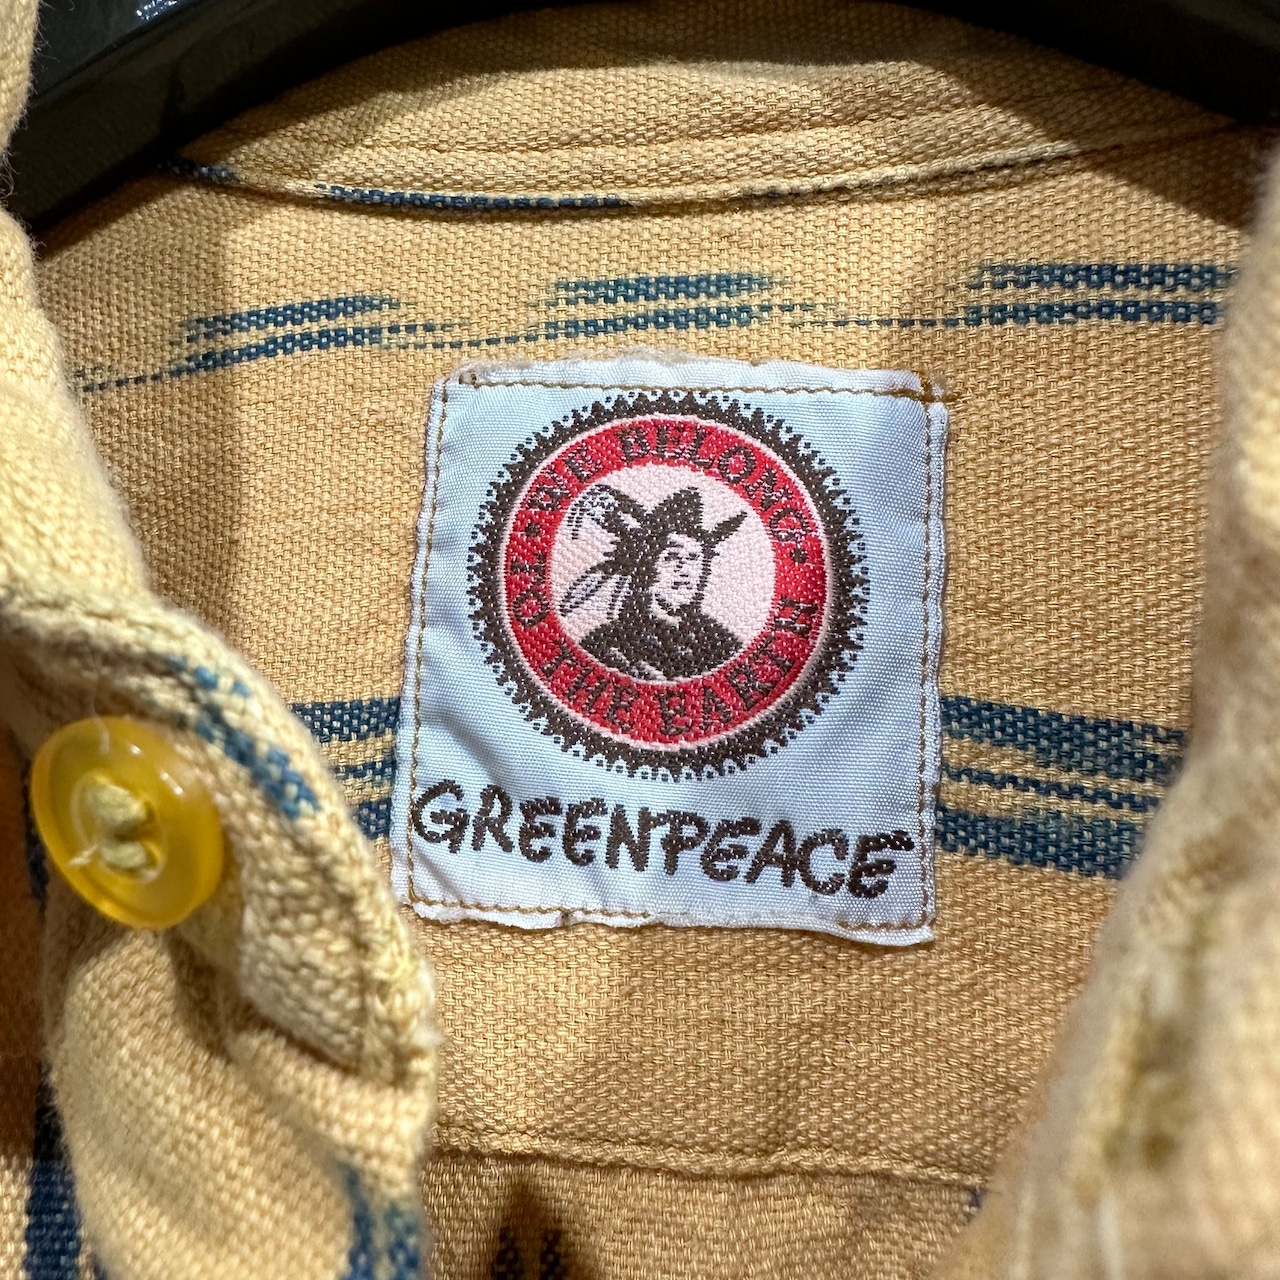 • WE BELONG •
TO THE EARTH
GREENPEACE